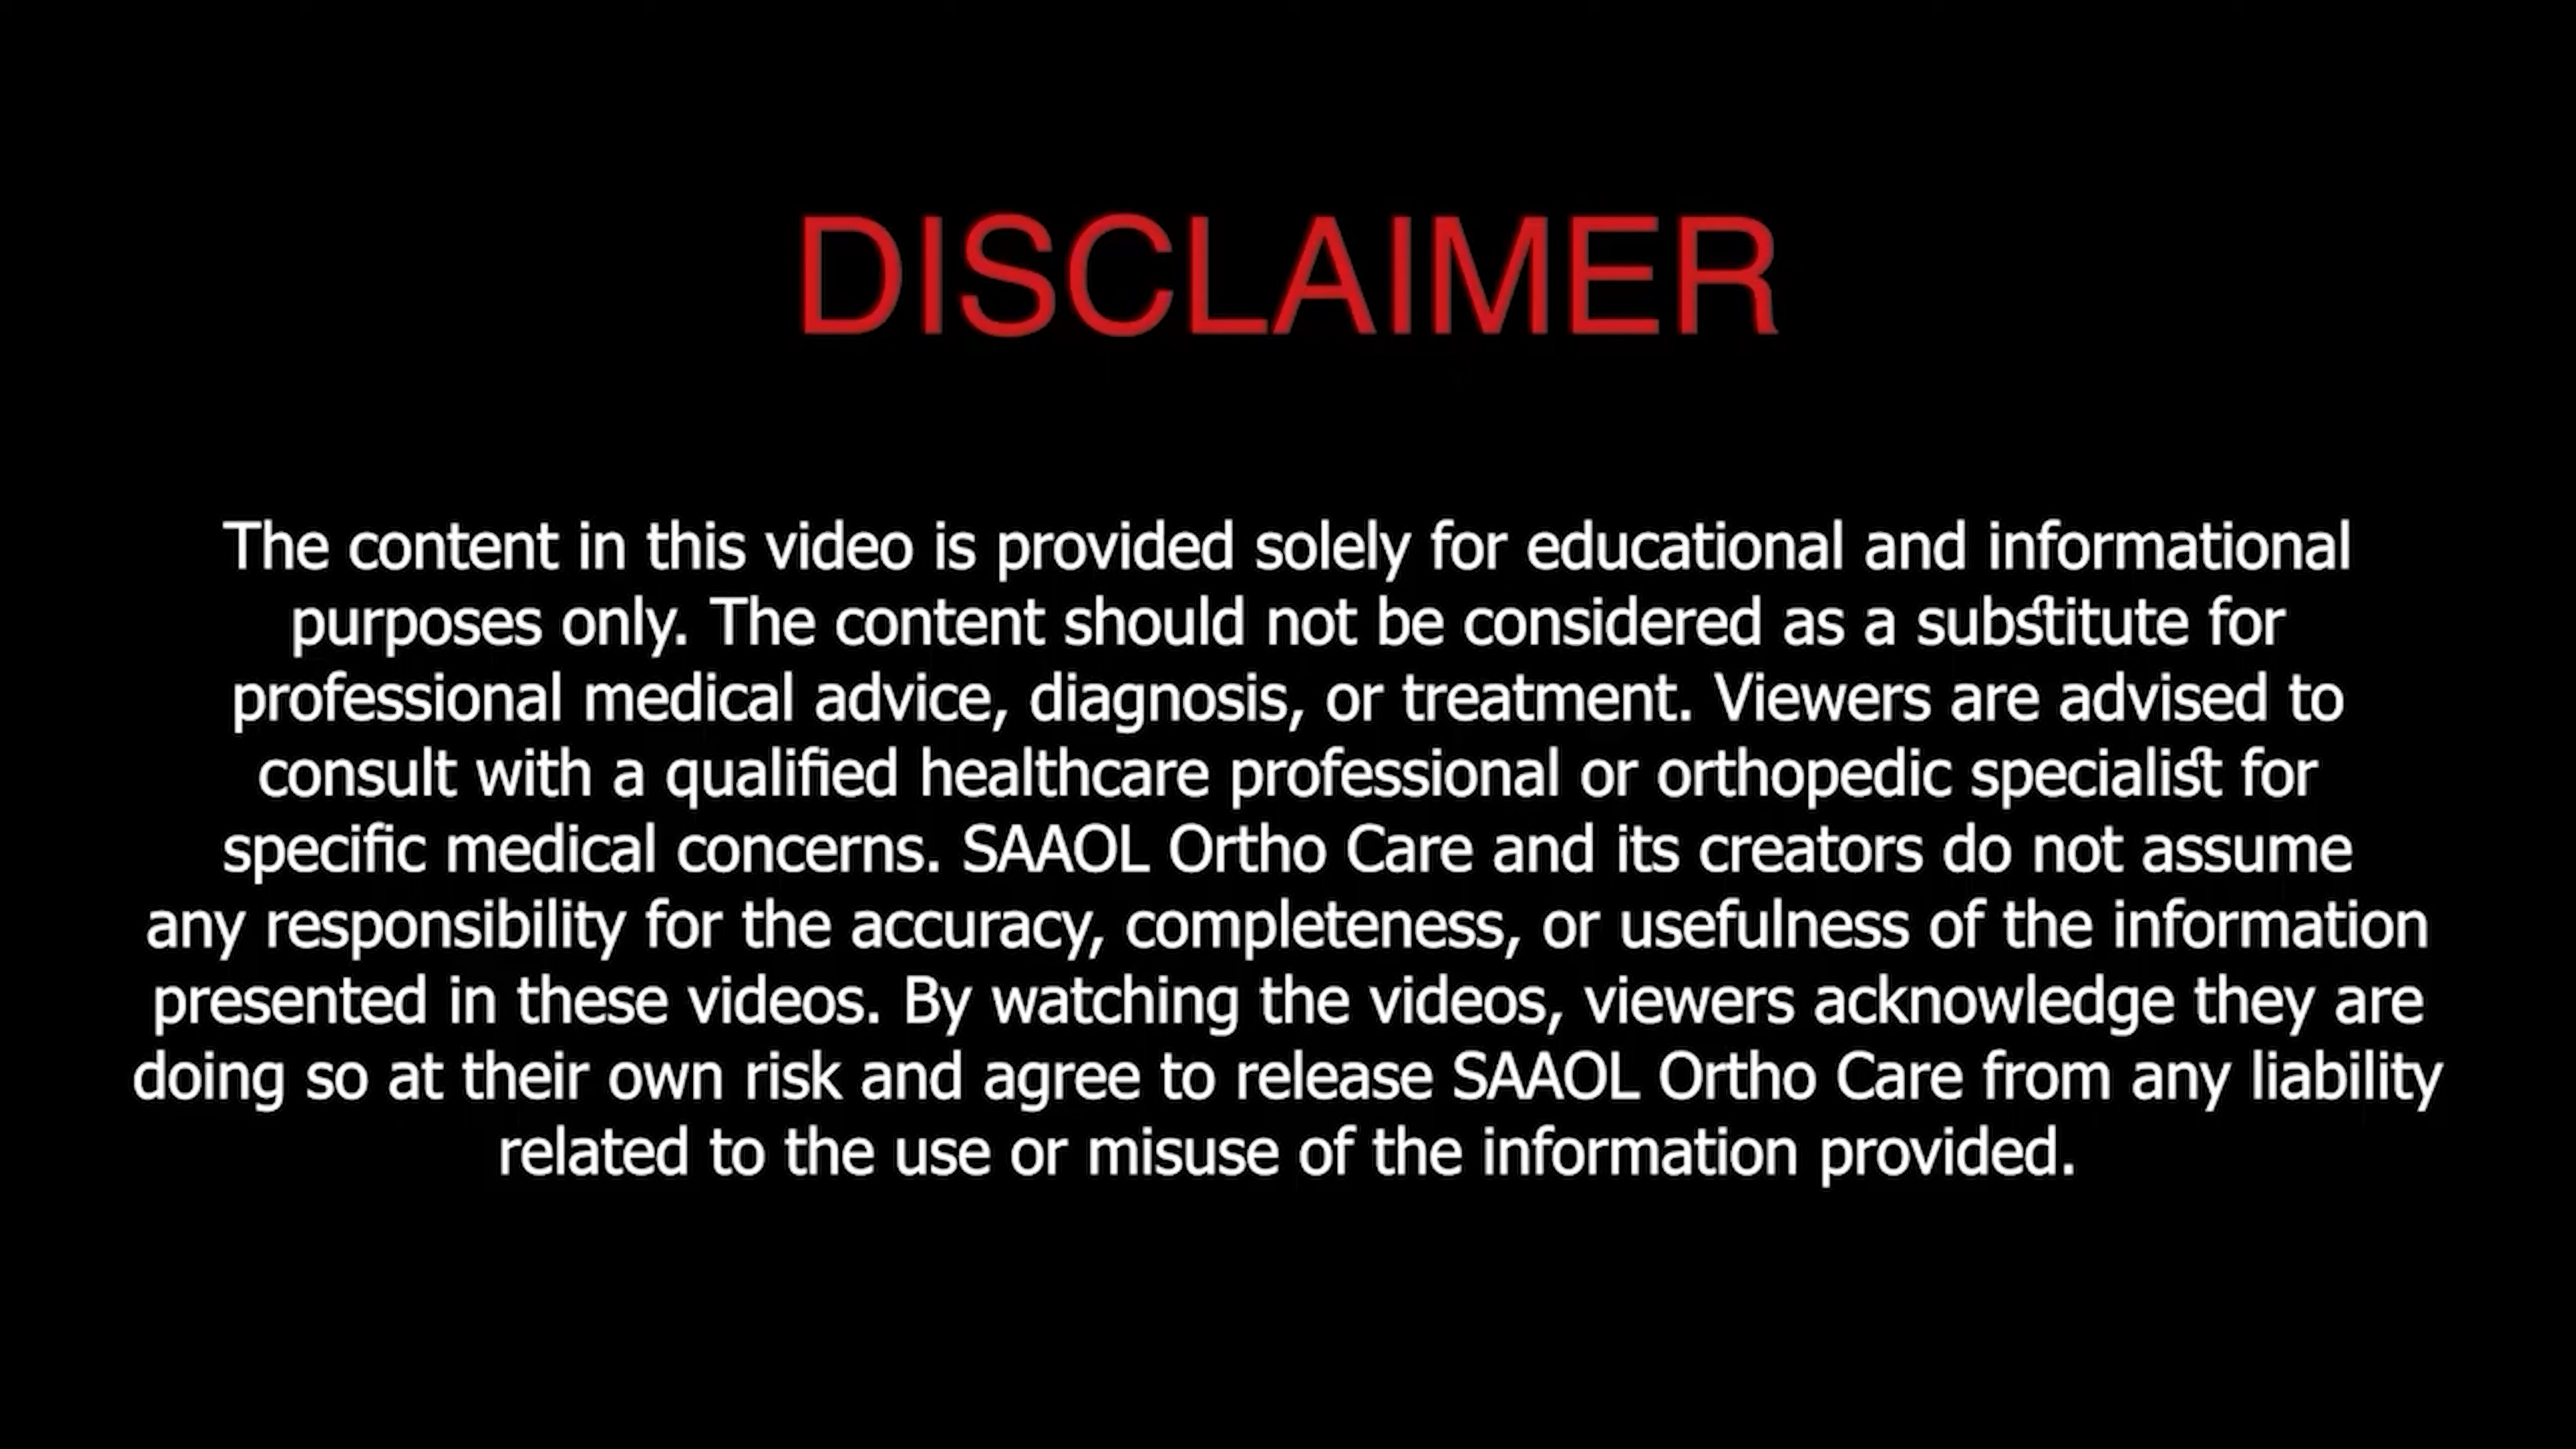 DISCLAIMER
The content in this video is provided solely for educational and informational
purposes only. The content should not be considered as a substitute for
professional medical advice, diagnosis, or treatment. Viewers are advised to
consult with a qualified healthcare professional or orthopedic specialist for
specific medical concerns. SAAOL Ortho Care and its creators do not assume
any responsibility for the accuracy, completeness, or usefulness of the information
presented in these videos. By watching the videos, viewers acknowledge they are
doing so at their own risk and agree to release SAAOL Ortho Care from any liability
related to the use or misuse of the information provided.